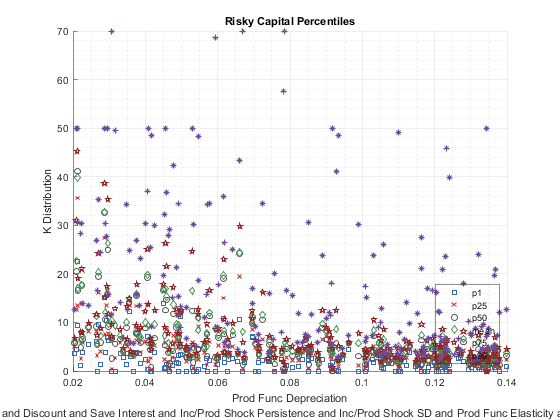 Risky Capital Percentiles
70
60
50
40
30
20
10
0
K Distribution
p1
p25
p50
0.02
0.04
0.06
0.08
0.1
0.12
0.14
Prod Func Depreciation
and Discount and Save Interest and Inc/Prod Shock Persistence and Inc/Prod Shock SD and Prod Func Elasticity